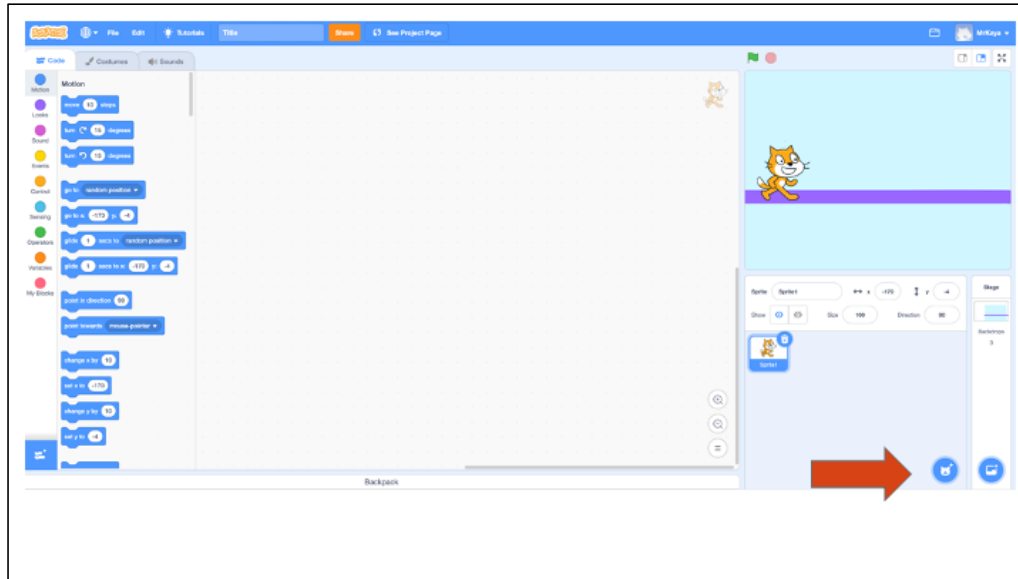 SCRATCH
File Edit Tutorials Title Share See Project Page MrKaye
Code Costumes Sounds
Motion
Looks
Sound
Events
Control
Sensing
Operators
Variables
My Blocks
Motion
move 10 steps
turn 15 degrees
turn 15 degrees
go to random position
go to x: -173 y: -4
glide 1 secs to random position
glide 1 secs to x: -173 y: -4
point in direction 90
point towards mouse-pointer
change x by 10
set x to -173
change y by 10
set y to -4
Backpack
Sprite Sprite1 x y -4
Show Size 100 Direction 90
Sprite1
Stage
Backdrops